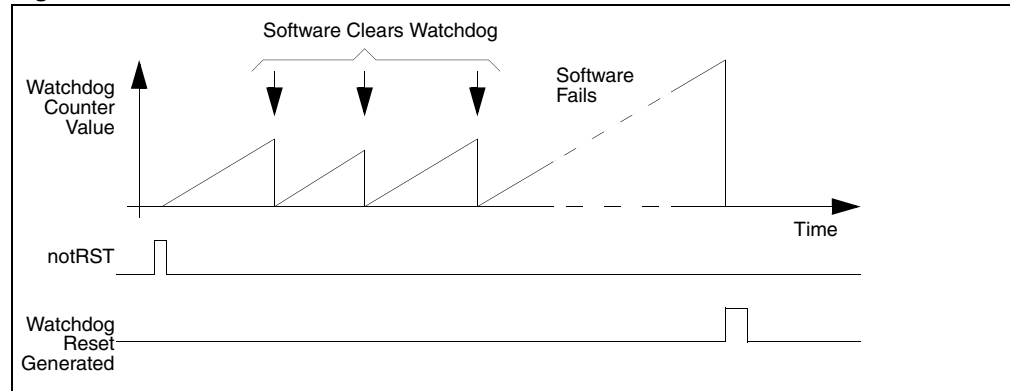 Software Clears Watchdog
Watchdog
Counter
Value
Software
Fails
Time
notRST
Watchdog
Reset
Generated